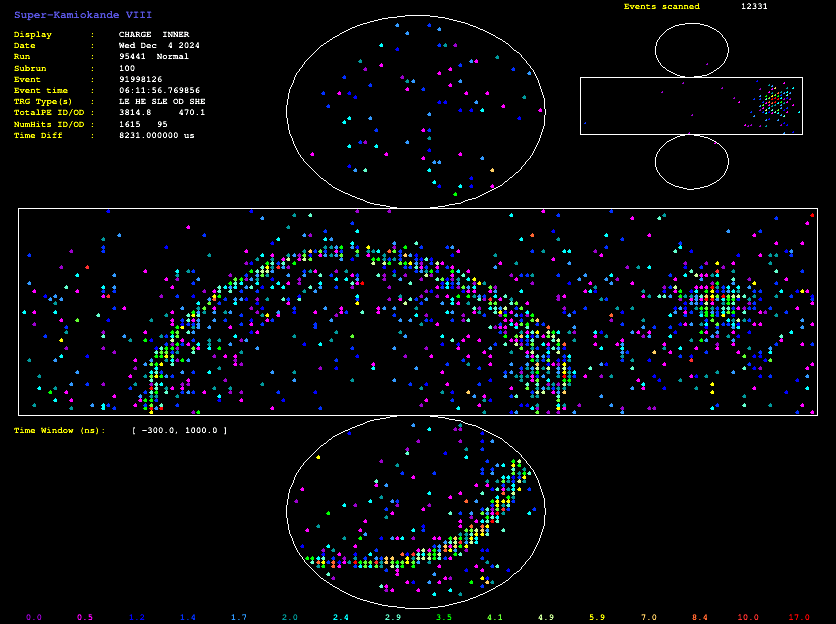 Super-Kamiokande VIII
Display : CHARGE INNER
Date : Wed Dec 4 2024
Run : 95441 Normal
Subrun : 100
Event : 91998126
Event time : 06:11:56.769856
TRG Type(s) : LE HE SLE OD SHE
TotalPE ID/OD : 3814.8 470.1
NumHits ID/OD : 1615 95
Time Diff : 8231.000000 us
Events scanned 12331
Time Window (ns): [ -300.0, 1000.0 ]
0.0 0.5 1.2 1.4 1.7 2.0 2.4 2.9 3.5 4.1 4.9 5.9 7.0 8.4 10.0 17.0